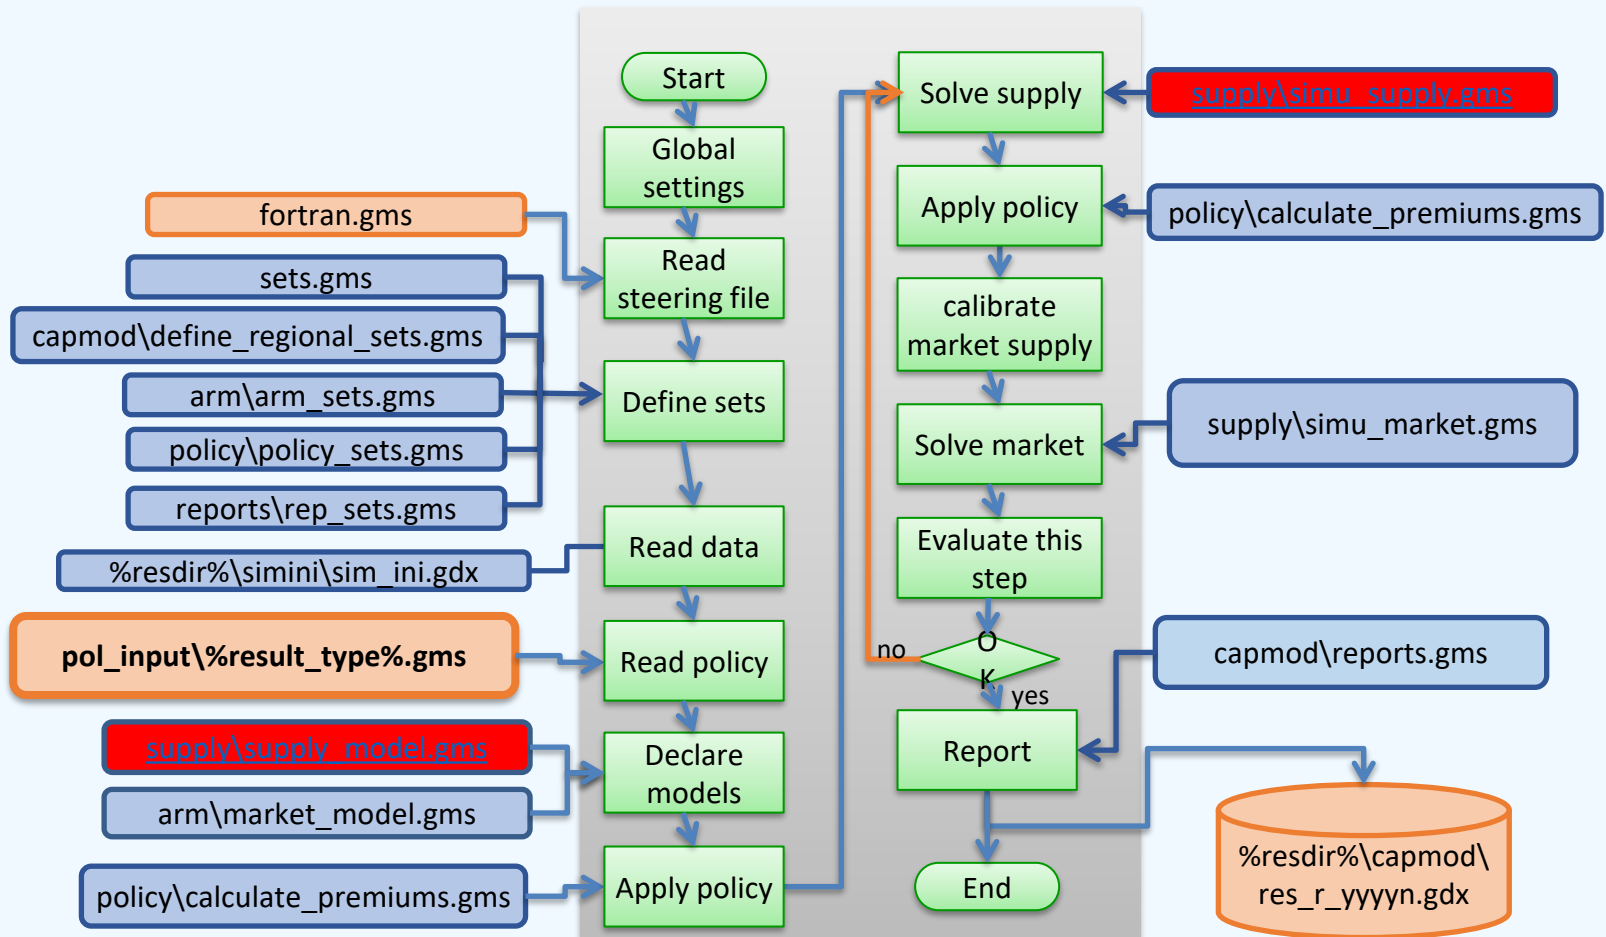 Start
Global
settings
fortran.gms
Read
steering file
sets.gms
capmod\define_regional_sets.gms
arm\arm_sets.gms
policy\policy_sets.gms
reports\rep_sets.gms
Define sets
%resdir%\simini\sim_ini.gdx
Read data
pol_input\%result_type%.gms
Read policy
supply\supply_model.gms
arm\market_model.gms
Declare
models
policy\calculate_premiums.gms
Apply policy
Solve supply
supply\simu_supply.gms
Apply policy
policy\calculate_premiums.gms
calibrate
market supply
Solve market
supply\simu_market.gms
Evaluate this
step
no
O
K
yes
capmod\reports.gms
Report
%resdir%\capmod\
res_r_yyyyn.gdx
End